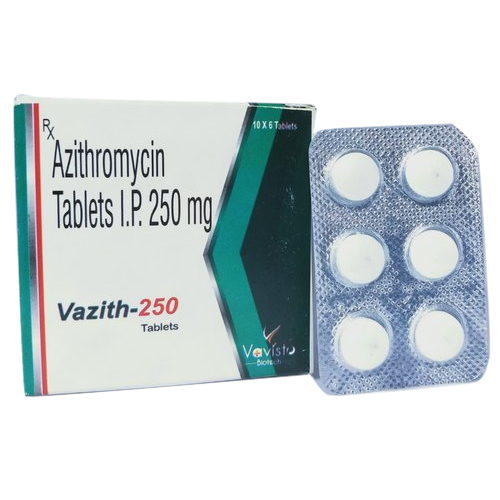 Rx
10 X 6 Tablets
Azithromycin
Tablets I.P. 250 mg
Vazith-250
Tablets
Vavisto
Biotech